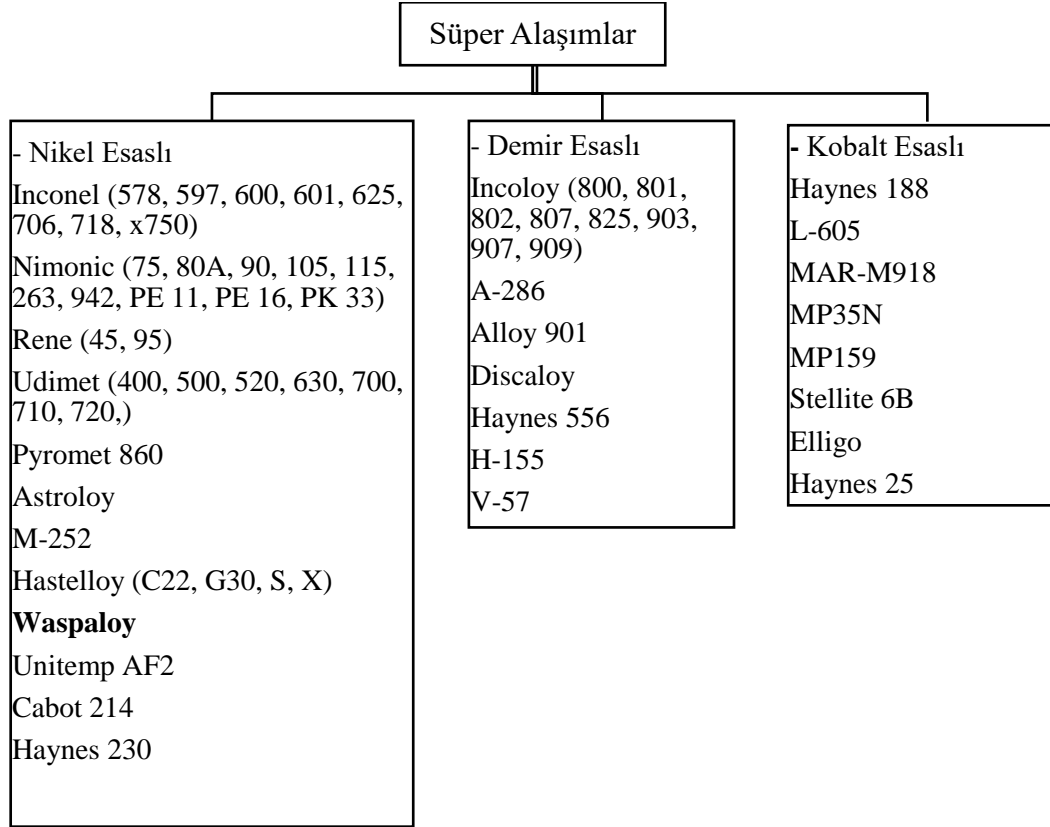 Süper Alaşımlar
- Nikel Esaslı
Inconel (578, 597, 600, 601, 625,
706, 718, x750)
Nimonic (75, 80A, 90, 105, 115,
263, 942, PE 11, PE 16, PK 33)
Rene (45, 95)
Udimet (400, 500, 520, 630, 700,
710, 720,)
Pyromet 860
Astroloy
M-252
Hastelloy (C22, G30, S, X)
Waspaloy
Unitemp AF2
Cabot 214
Haynes 230
- Demir Esaslı
Incoloy (800, 801,
802, 807, 825, 903,
907, 909)
A-286
Alloy 901
Discaloy
Haynes 556
H-155
V-57
- Kobalt Esaslı
Haynes 188
L-605
MAR-M918
MP35N
MP159
Stellite 6B
Elligo
Haynes 25